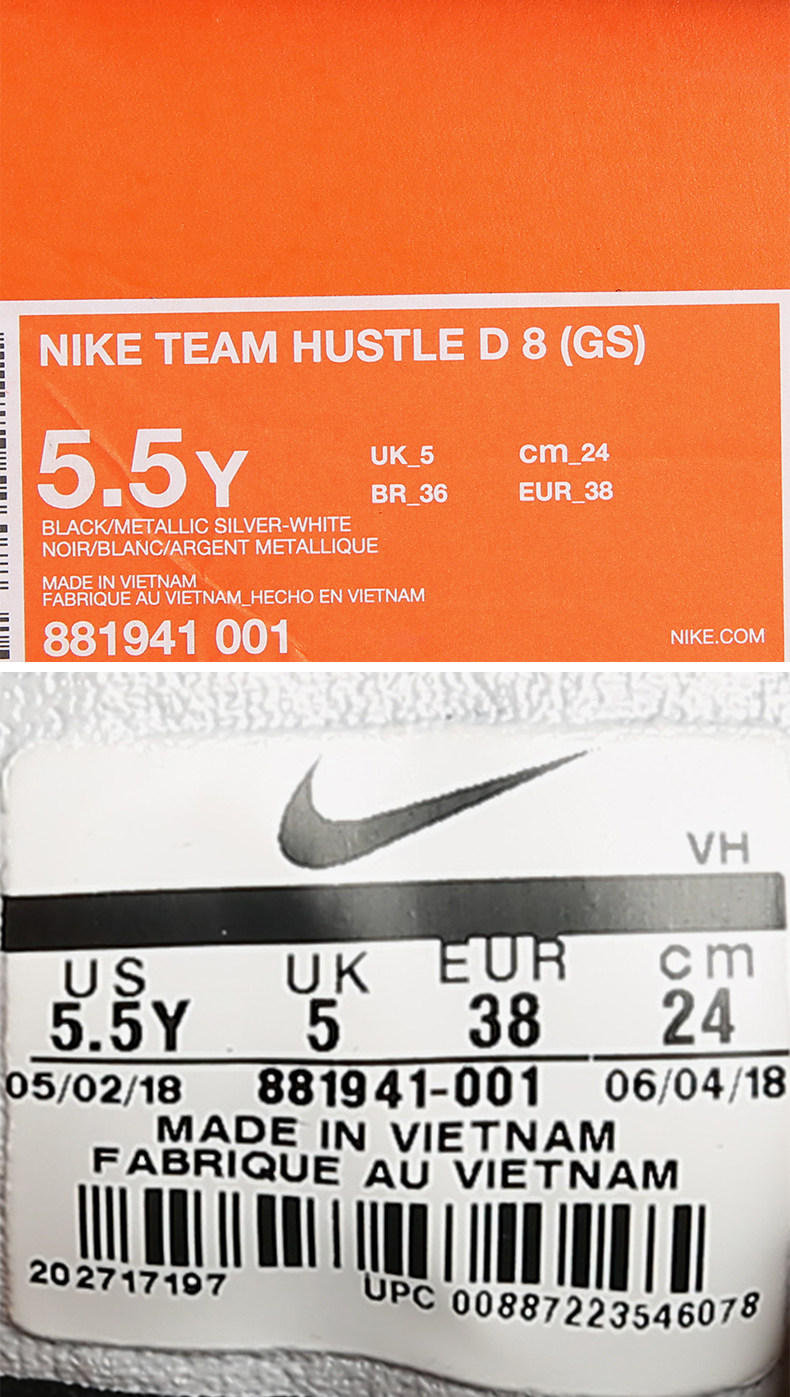 NIKE TEAM HUSTLE D 8 (GS)
5.5Y
UK_5 cm_24
BR_36 EUR_38
BLACK/METALLIC SILVER-WHITE
NOIR/BLANC/ARGENT METALLIQUE
MADE IN VIETNAM
FABRIQUE AU VIETNAM_HECHO EN VIETNAM
881941 001
NIKE.COM
VH
US UK EUR cm
5.5Y 5 38 24
05/02/18 881941-001 06/04/18
MADE IN VIETNAM
FABRIQUE AU VIETNAM
202717197
UPC 00887223546078